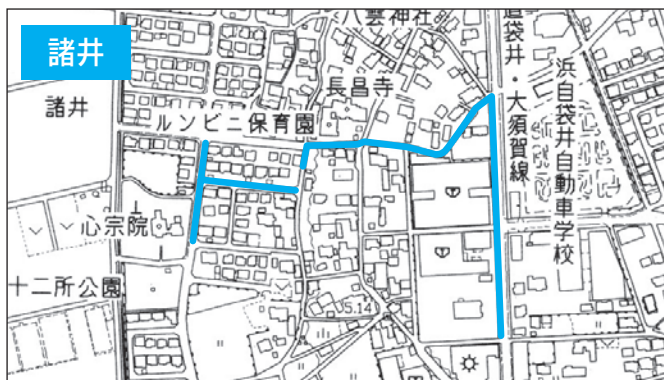 諸井
八雲神社
諸井
長昌寺
ルンビニ保育園
道袋井・大須賀線
浜自袋井自動車学校
心宗院
十二所公園
5.14